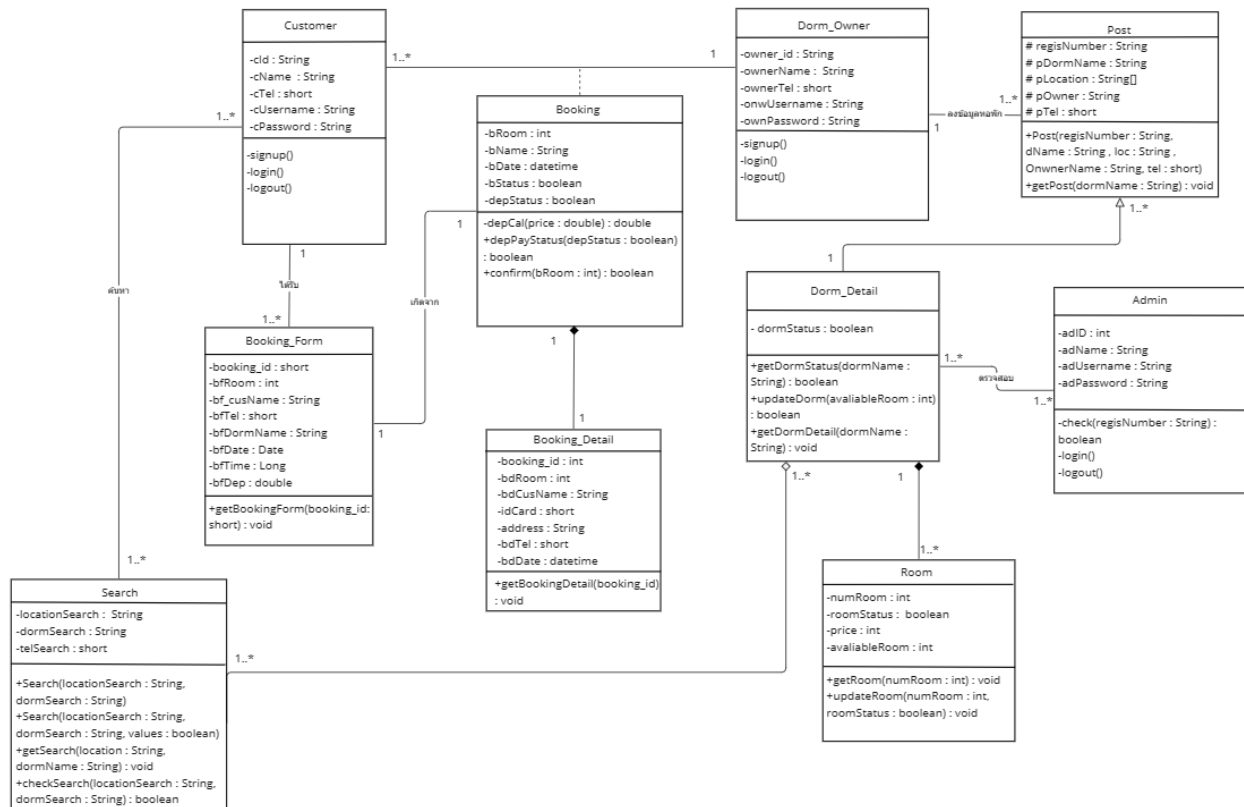 Customer
-cId : String
-cName : String
-cTel : short
-cUsername : String
-cPassword : String
-signup()
-login()
-logout()
1..*
1
1..*
1
Dorm_Owner
-owner_id : String
-ownerName : String
-ownerTel : short
-onwUsername : String
-ownPassword : String
-signup()
-login()
-logout()
1
ลงข้อมูลหอพัก
1..*
Post
# regisNumber : String
# pDormName : String
# pLocation : String[]
# pOwner : String
# pTel : short
+Post(regisNumber : String,
dName : String , loc : String ,
OnwnerName : String, tel : short)
+getPost(dormName : String) : void
1..*
1
Booking
-bRoom : int
-bName : String
-bDate : datetime
-bStatus : boolean
-depStatus : boolean
-depCal(price : double) : double
+depPayStatus(depStatus : boolean)
: boolean
+confirm(bRoom : int) : boolean
1
1
1
เกิดจาก
1
ค้นหา
ได้รับ
1..*
Booking_Form
-booking_id : short
-bfRoom : int
-bf_cusName : String
-bfTel : short
-bfDormName : String
-bfDate : Date
-bfTime : Long
-bfDep : double
+getBookingForm(booking_id:
short) : void
Booking_Detail
-booking_id : int
-bdRoom : int
-bdCusName : String
-idCard : short
-address : String
-bdTel : short
-bdDate : datetime
+getBookingDetail(booking_id)
: void
Dorm_Detail
- dormStatus : boolean
+getDormStatus(dormName :
String) : boolean
+updateDorm(avaliableRoom : int)
: boolean
+getDormDetail(dormName :
String) : void
1..*
ตรวจสอบ
1..*
1..*
1
1..*
Admin
-adID : int
-adName : String
-adUsername : String
-adPassword : String
-check(regisNumber : String) :
boolean
-login()
-logout()
Room
-numRoom : int
-roomStatus : boolean
-price : int
-avaliableRoom : int
+getRoom(numRoom : int) : void
+updateRoom(numRoom : int,
roomStatus : boolean) : void
1..*
1..*
Search
-locationSearch : String
-dormSearch : String
-telSearch : short
+Search(locationSearch : String,
dormSearch : String)
+Search(locationSearch : String,
dormSearch : String, values : boolean)
+getSearch(location : String,
dormName : String) : void
+checkSearch(locationSearch : String,
dormSearch : String) : boolean